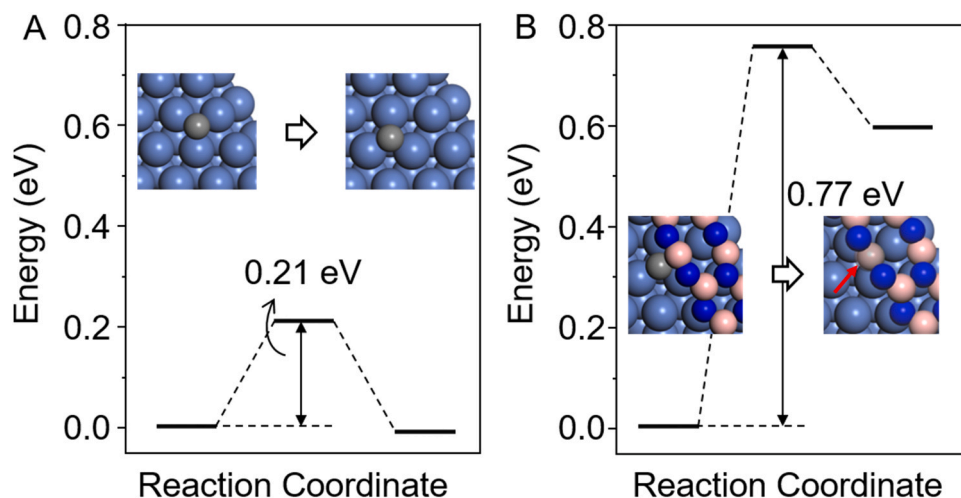 A
0.8
0.6
0.4
0.2
0.0
Energy (eV)
0.21 eV
Reaction Coordinate
B
0.8
0.6
0.4
0.2
0.0
Energy (eV)
0.77 eV
Reaction Coordinate